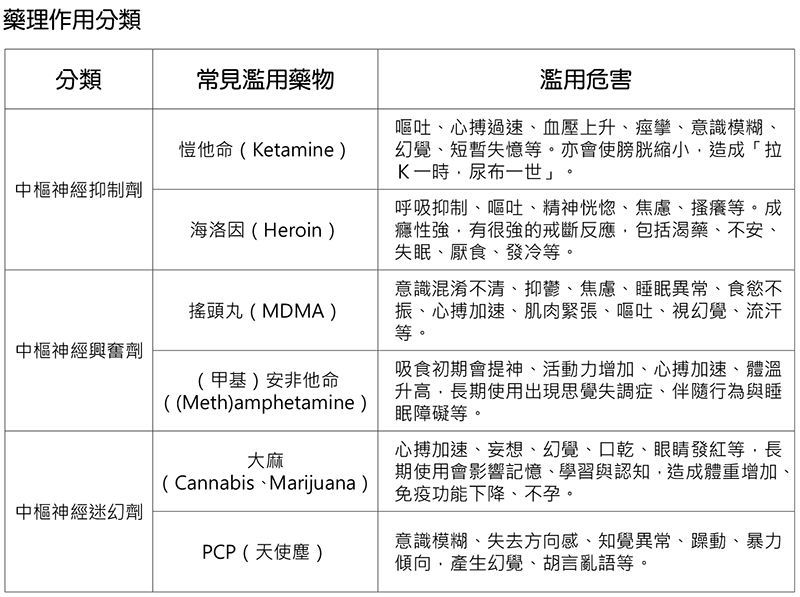 藥理作用分類
分類
常見濫用藥物
濫用危害
中樞神經抑制劑
愷他命（Ketamine）
嘔吐、心搏過速、血壓上升、痙攣、意識模糊、
幻覺、短暫失憶等。亦會使膀胱縮小，造成「拉
Ｋ一時，尿布一世」。
海洛因（Heroin）
呼吸抑制、嘔吐、精神恍惚、焦慮、搔癢等。成
癮性強，有很強的戒斷反應，包括渴藥、不安、
失眠、厭食、發冷等。
中樞神經興奮劑
搖頭丸（MDMA）
意識混淆不清、抑鬱、焦慮、睡眠異常、食慾不
振、心搏加速、肌肉緊張、嘔吐、視幻覺、流汗
等。
（甲基）安非他命
（(Meth)amphetamine）
吸食初期會提神、活動力增加、心搏加速、體溫
升高，長期使用出現思覺失調症、伴隨行為與睡
眠障礙等。
中樞神經迷幻劑
大麻
（Cannabis、Marijuana）
心搏加速、妄想、幻覺、口乾、眼睛發紅等，長
期使用會影響記憶、學習與認知，造成體重增加、
免疫功能下降、不孕。
PCP（天使塵）
意識模糊、失去方向感、知覺異常、躁動、暴力
傾向，產生幻覺、胡言亂語等。